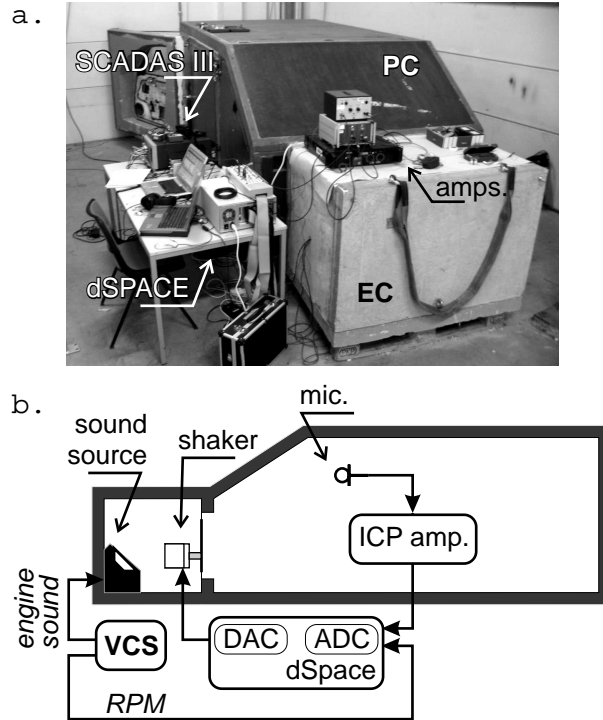 a.
SCADAS III
PC
amps.
dSPACE
EC
b.
mic.
sound
source
shaker
ICP amp.
engine
sound
VCS
DAC
ADC
dSpace
RPM